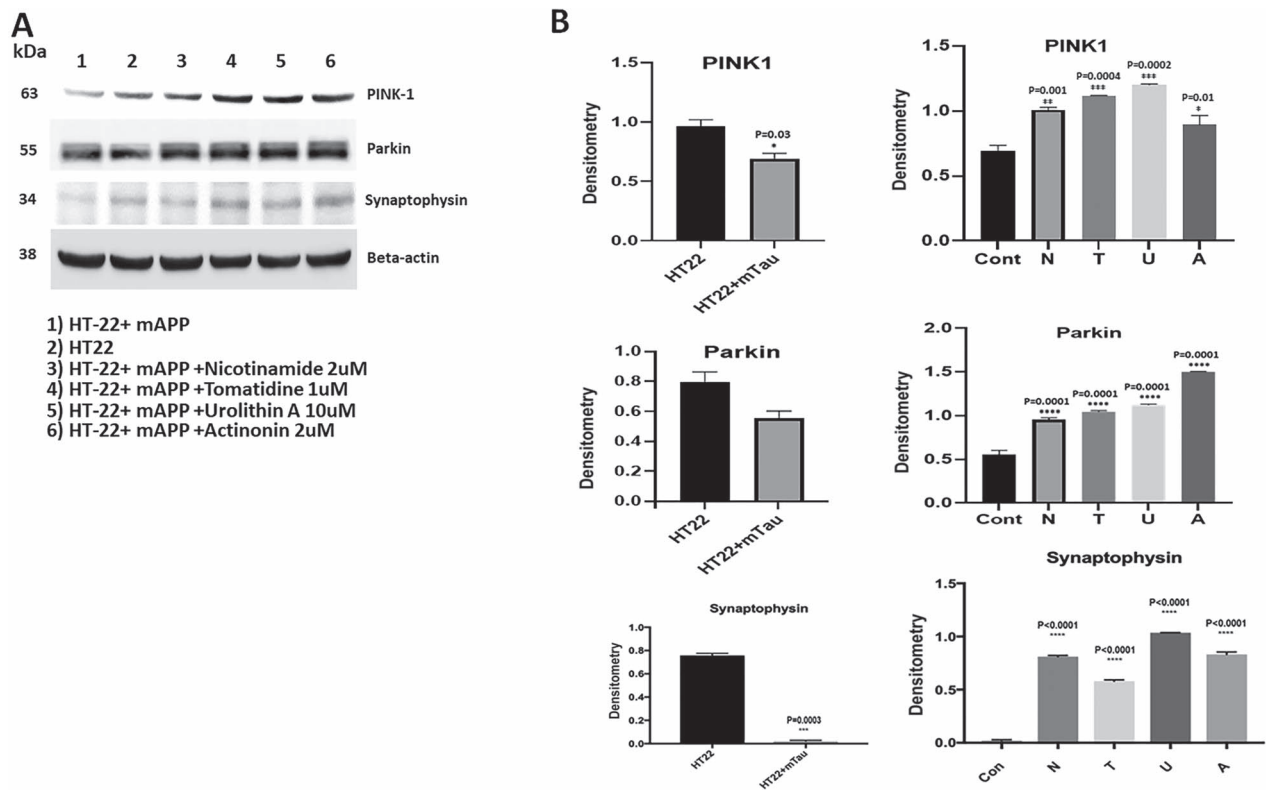 A
kDa
1 2 3 4 5 6
63 PINK-1
55 Parkin
34 Synaptophysin
38 Beta-actin
1) HT-22+ mAPP
2) HT22
3) HT-22+ mAPP +Nicotinamide 2uM
4) HT-22+ mAPP +Tomatidine 1uM
5) HT-22+ mAPP +Urolithin A 10uM
6) HT-22+ mAPP +Actinonin 2uM
B
PINK1
Densitometry
1.5
1.0
0.5
0.0
P=0.03
*
HT22
HT22+mTau
PINK1
Densitometry
1.5
1.0
0.5
0.0
P=0.001
**
P=0.0004
***
P=0.0002
***
P=0.01
*
Cont N T U A
Parkin
Densitometry
1.0
0.8
0.6
0.4
0.2
0.0
HT22
HT22+mTau
Parkin
Densitometry
2.0
1.5
1.0
0.5
0.0
P=0.0001
****
P=0.0001
****
P=0.0001
****
P=0.0001
****
Cont N T U A
Synaptophysin
Densitometry
1.0
0.8
0.6
0.4
0.2
0.0
P=0.0003
***
HT22
HT22+mTau
Synaptophysin
Densitometry
1.5
1.0
0.5
0.0
P<0.0001
****
P<0.0001
****
P<0.0001
****
P<0.0001
****
Con N T U A